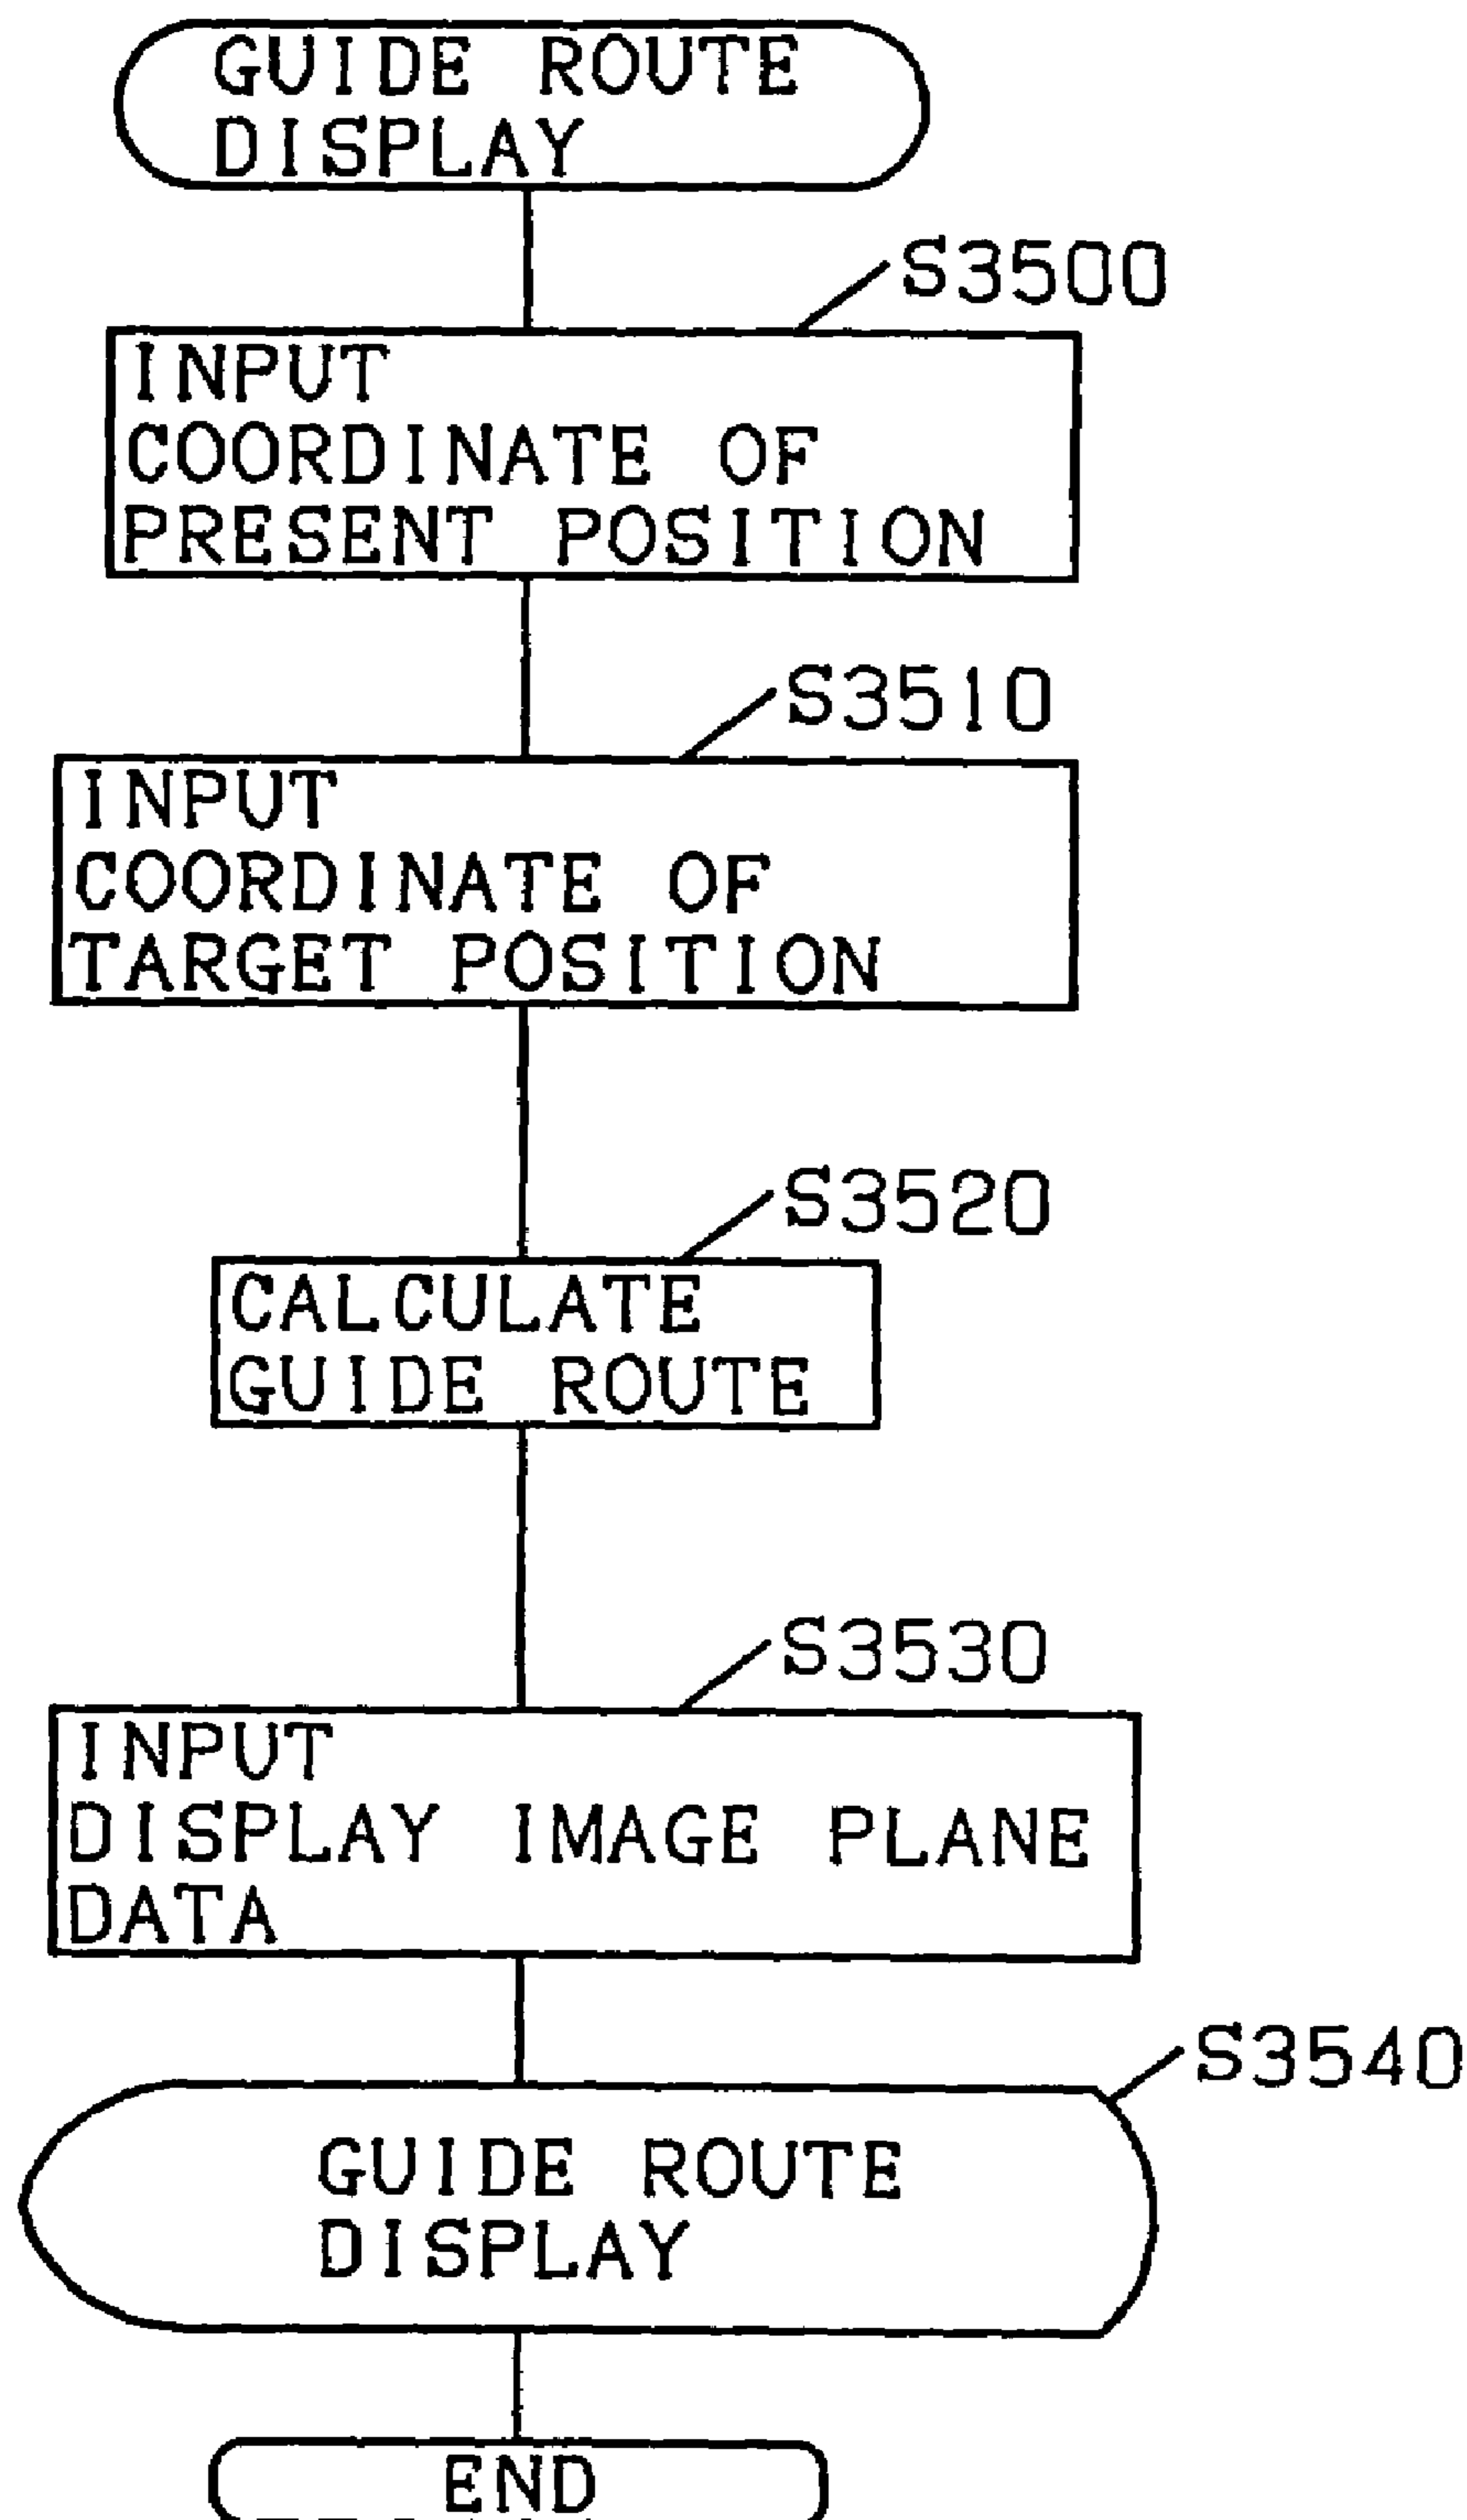 GUIDE ROUTE
DISPLAY
S3500
INPUT
COORDINATE OF
PRESENT POSITION
S3510
INPUT
COORDINATE OF
TARGET POSITION
S3520
CALCULATE
GUIDE ROUTE
S3530
INPUT
DISPLAY IMAGE PLANE
DATA
S3540
GUIDE ROUTE
DISPLAY
END